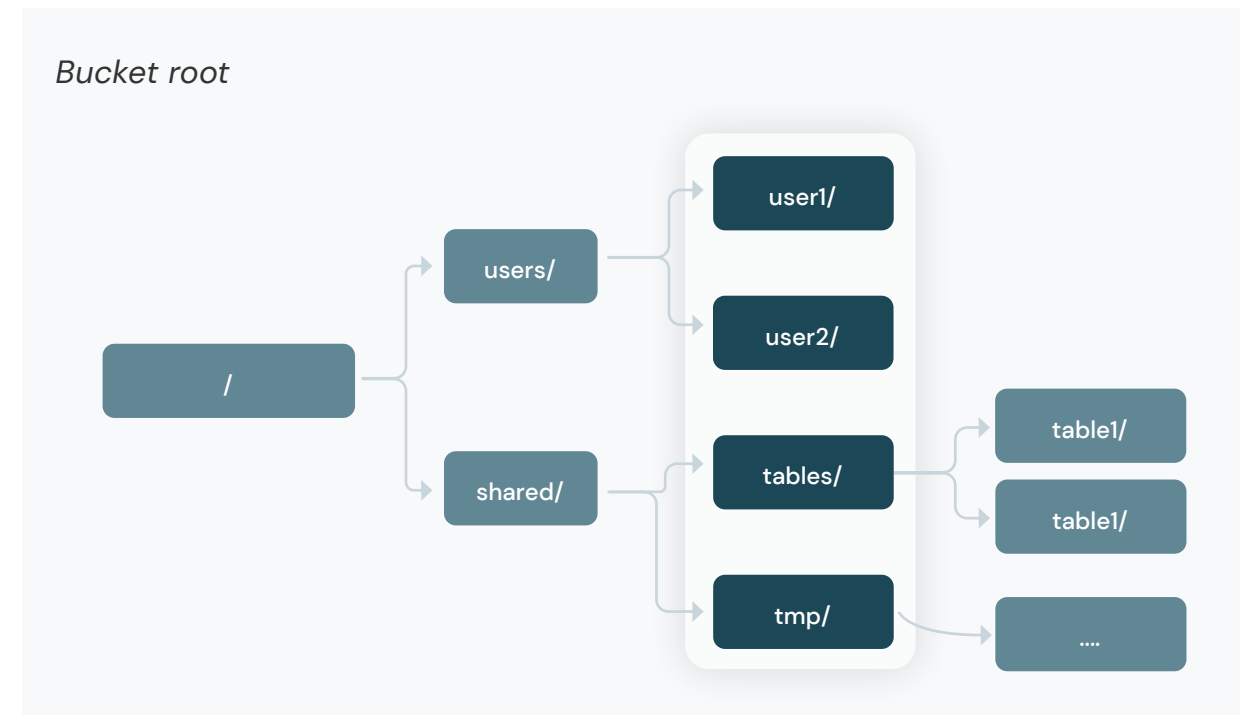 Bucket root
user1/
users/
user2/
/
table1/
shared/
tables/
table1/
tmp/
....